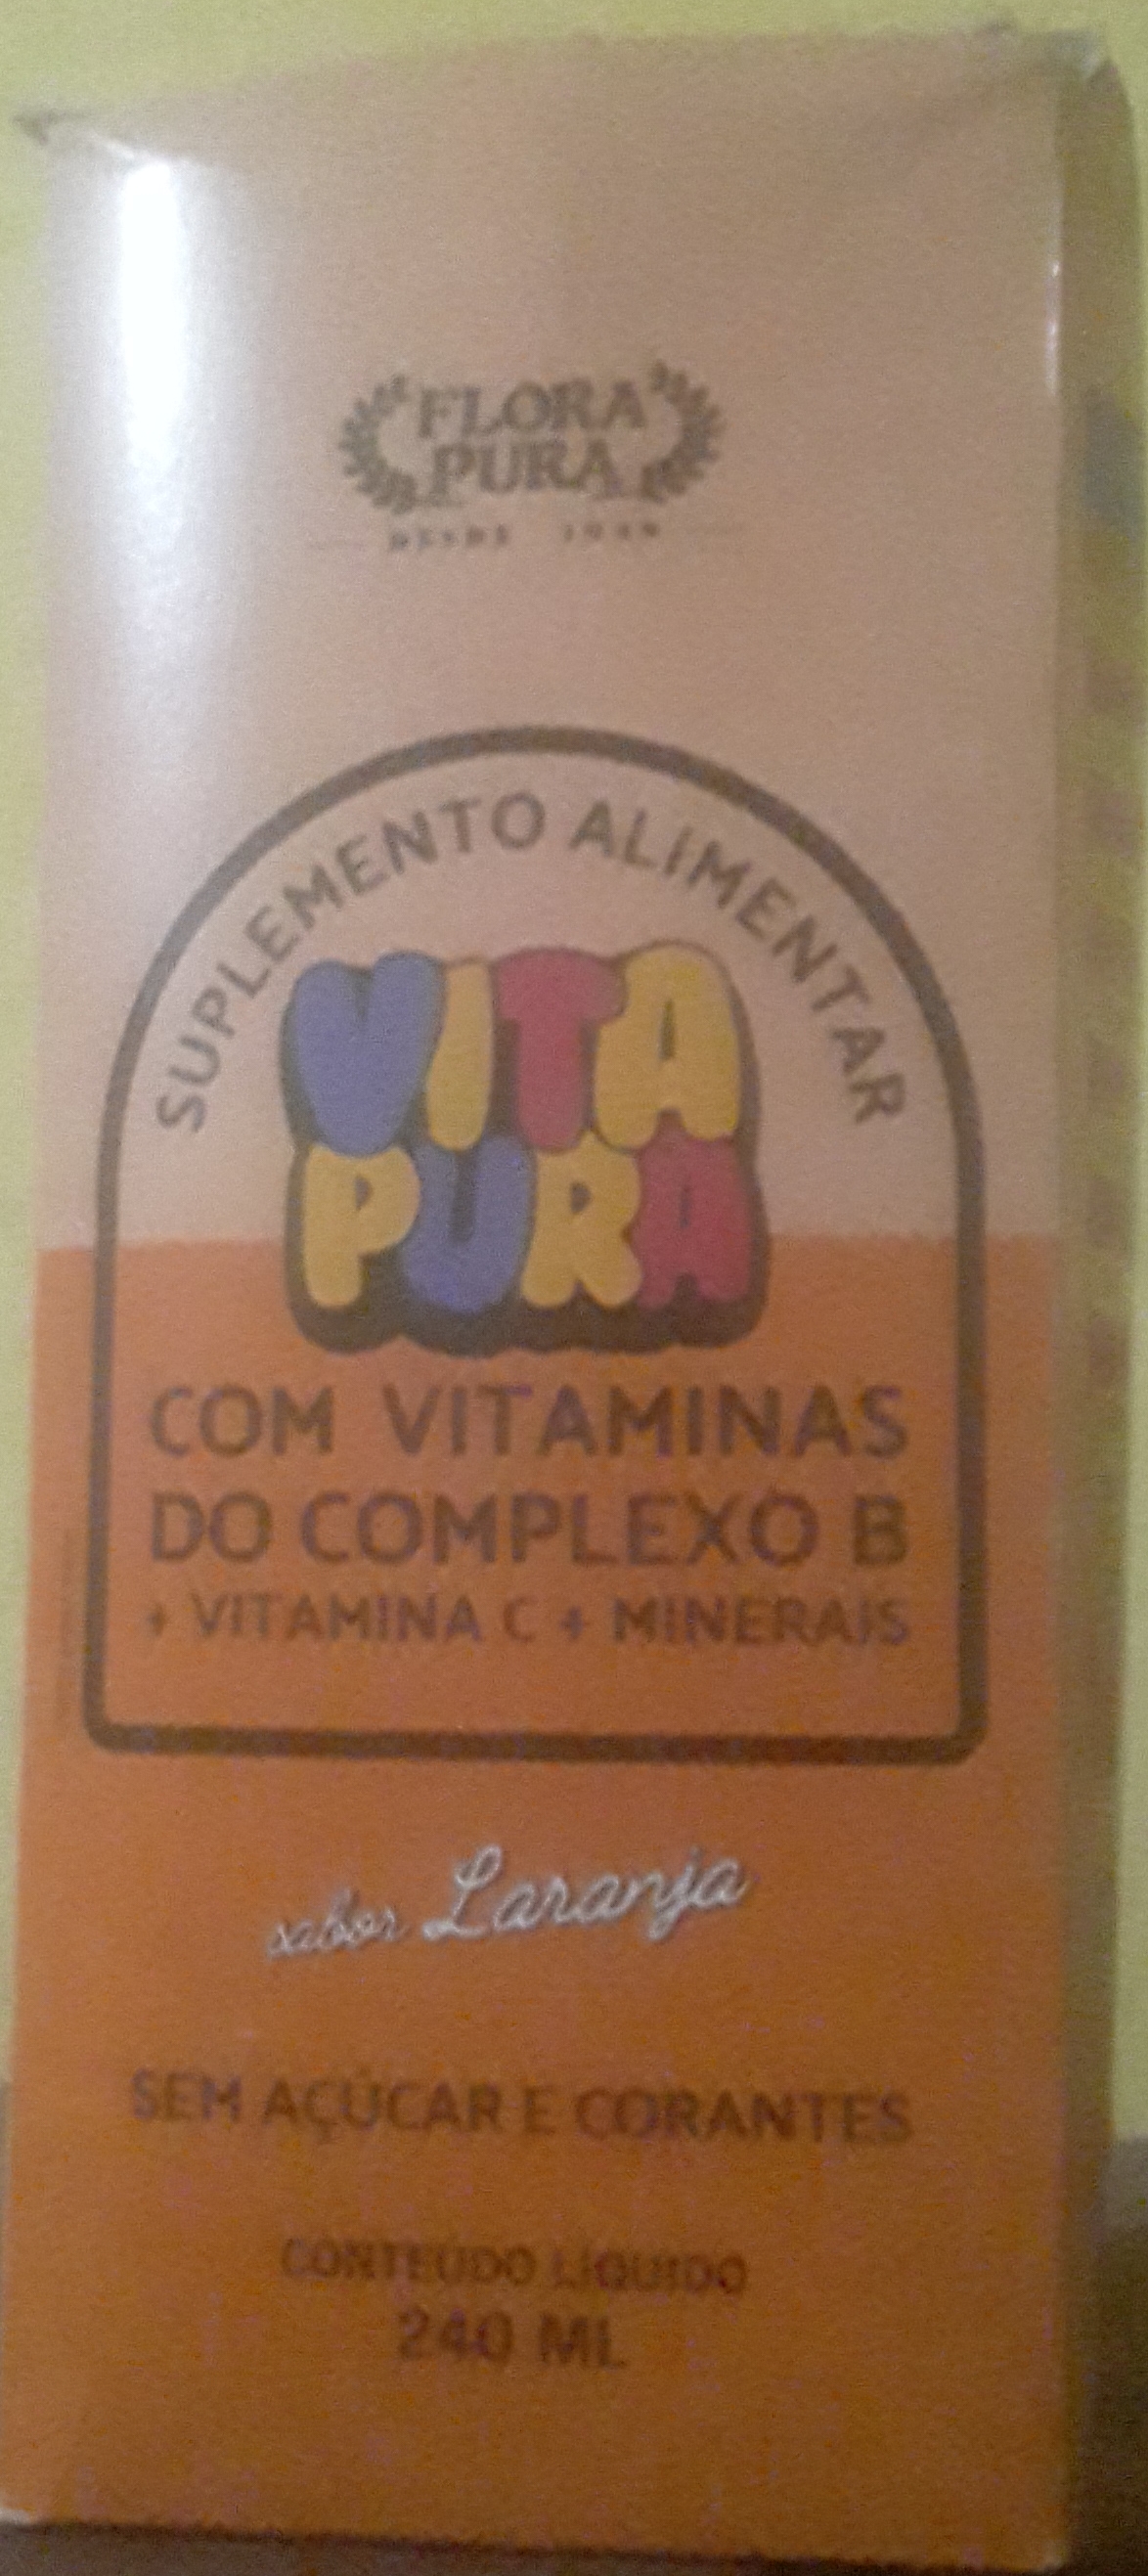 FLORA
PURA
DESDE
SUPLEMENTO ALIMENTAR
VITA
PURA
COM VITAMINAS
DO COMPLEXO B
+ VITAMINA C + MINERAIS
sabor Laranja
SEM AÇÚCAR E CORANTES
CONTEÚDO LÍQUIDO
240 ML